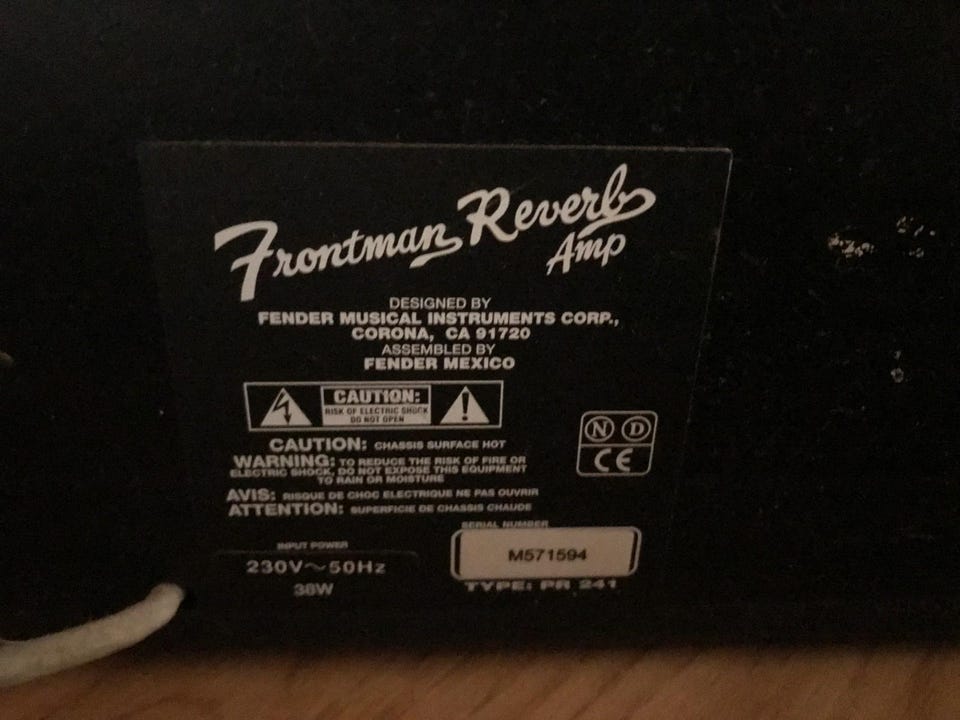 Frontman Reverb
Amp
DESIGNED BY
FENDER MUSICAL INSTRUMENTS CORP.,
CORONA, CA 91720
ASSEMBLED BY
FENDER MEXICO
CAUTION:
RISK OF ELECTRIC SHOCK
DO NOT OPEN
CAUTION: CHASSIS SURFACE HOT
WARNING: TO REDUCE THE RISK OF FIRE OR
ELECTRIC SHOCK, DO NOT EXPOSE THIS EQUIPMENT
TO RAIN OR MOISTURE
AVIS: RISQUE DE CHOC ELECTRIQUE NE PAS OUVRIR
ATTENTION: SUPERFICIE DE CHASSIS CHAUDE
N D
CE
SERIAL NUMBER
M571594
TYPE: PR 241
INPUT POWER
230V~50Hz
38W